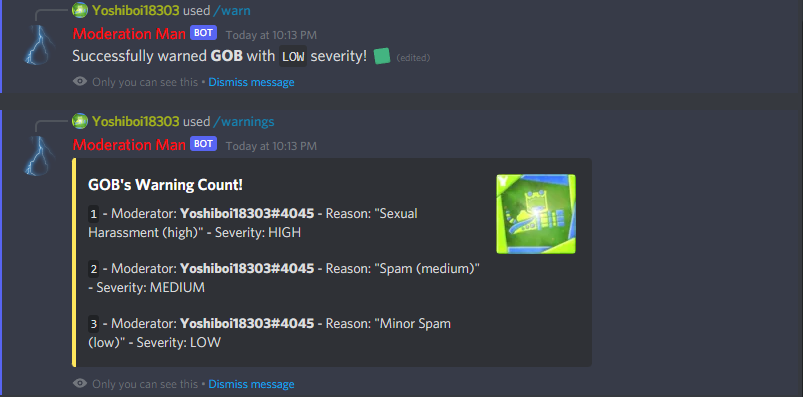 Yoshiboi18303 used /warn
Moderation Man BOT Today at 10:13 PM
Successfully warned GOB with LOW severity! (edited)
Only you can see this • Dismiss message
Yoshiboi18303 used /warnings
Moderation Man BOT Today at 10:13 PM
GOB's Warning Count!
1 - Moderator: Yoshiboi18303#4045 - Reason: "Sexual
Harassment (high)" - Severity: HIGH
2 - Moderator: Yoshiboi18303#4045 - Reason: "Spam (medium)"
- Severity: MEDIUM
3 - Moderator: Yoshiboi18303#4045 - Reason: "Minor Spam
(low)" - Severity: LOW
Only you can see this • Dismiss message